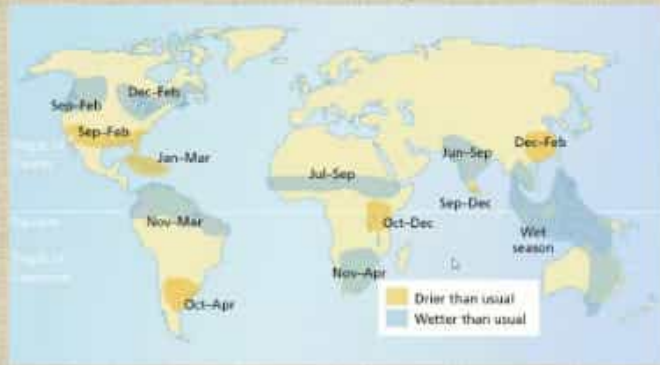 Dec-Feb
Sep-Feb
Sep-Feb
Dec-Feb
Jan-Mar
Jun-Sep
Jul-Sep
Sep-Dec
Nov-Mar
Oct-Dec
Wet
season
Nov-Apr
Oct-Apr
Drier than usual
Wetter than usual